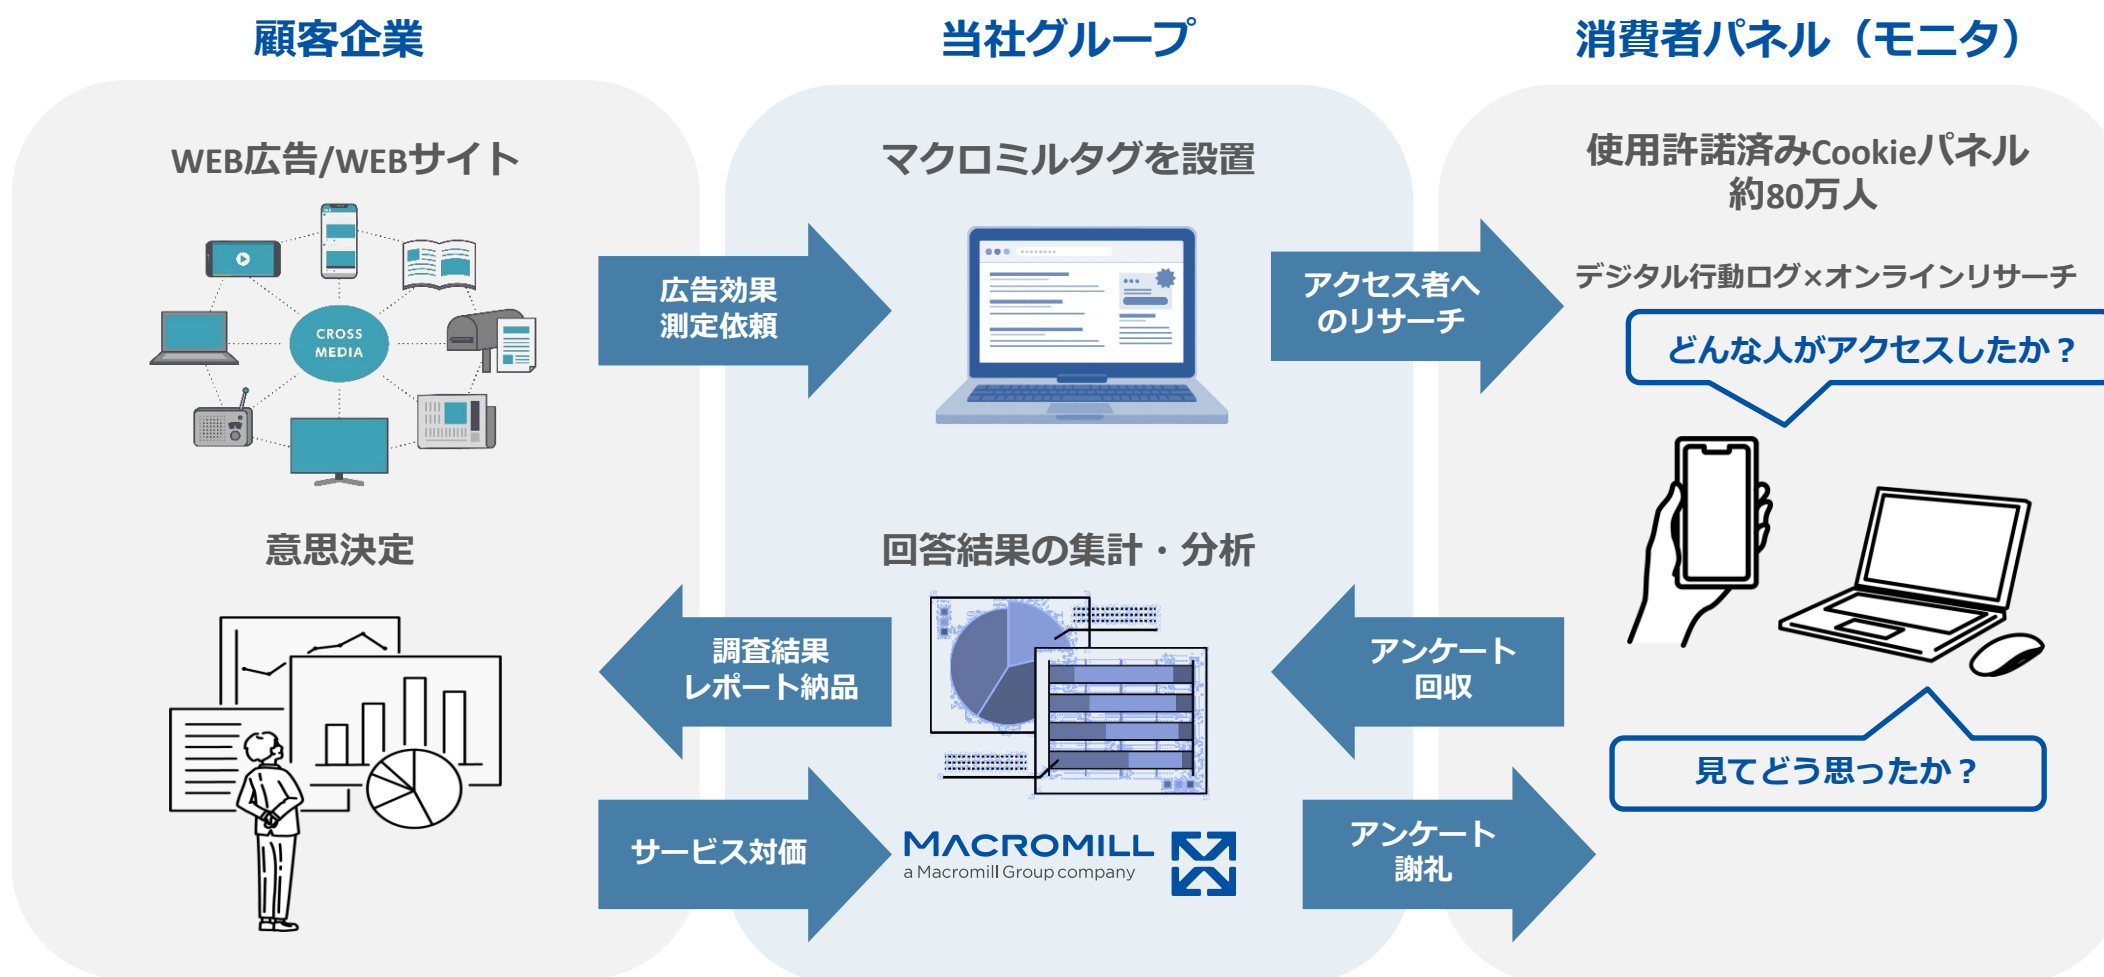 顧客企業
当社グループ
消費者パネル（モニタ）
WEB広告/WEBサイト
CROSS
MEDIA
広告効果
測定依頼
マクロミルタグを設置
アクセス者へ
のリサーチ
使用許諾済みCookieパネル
約80万人
デジタル行動ログ×オンラインリサーチ
どんな人がアクセスしたか？
意思決定
調査結果
レポート納品
回答結果の集計・分析
アンケート
回収
見てどう思ったか？
サービス対価
MACROMILL
a Macromill Group company
アンケート
謝礼